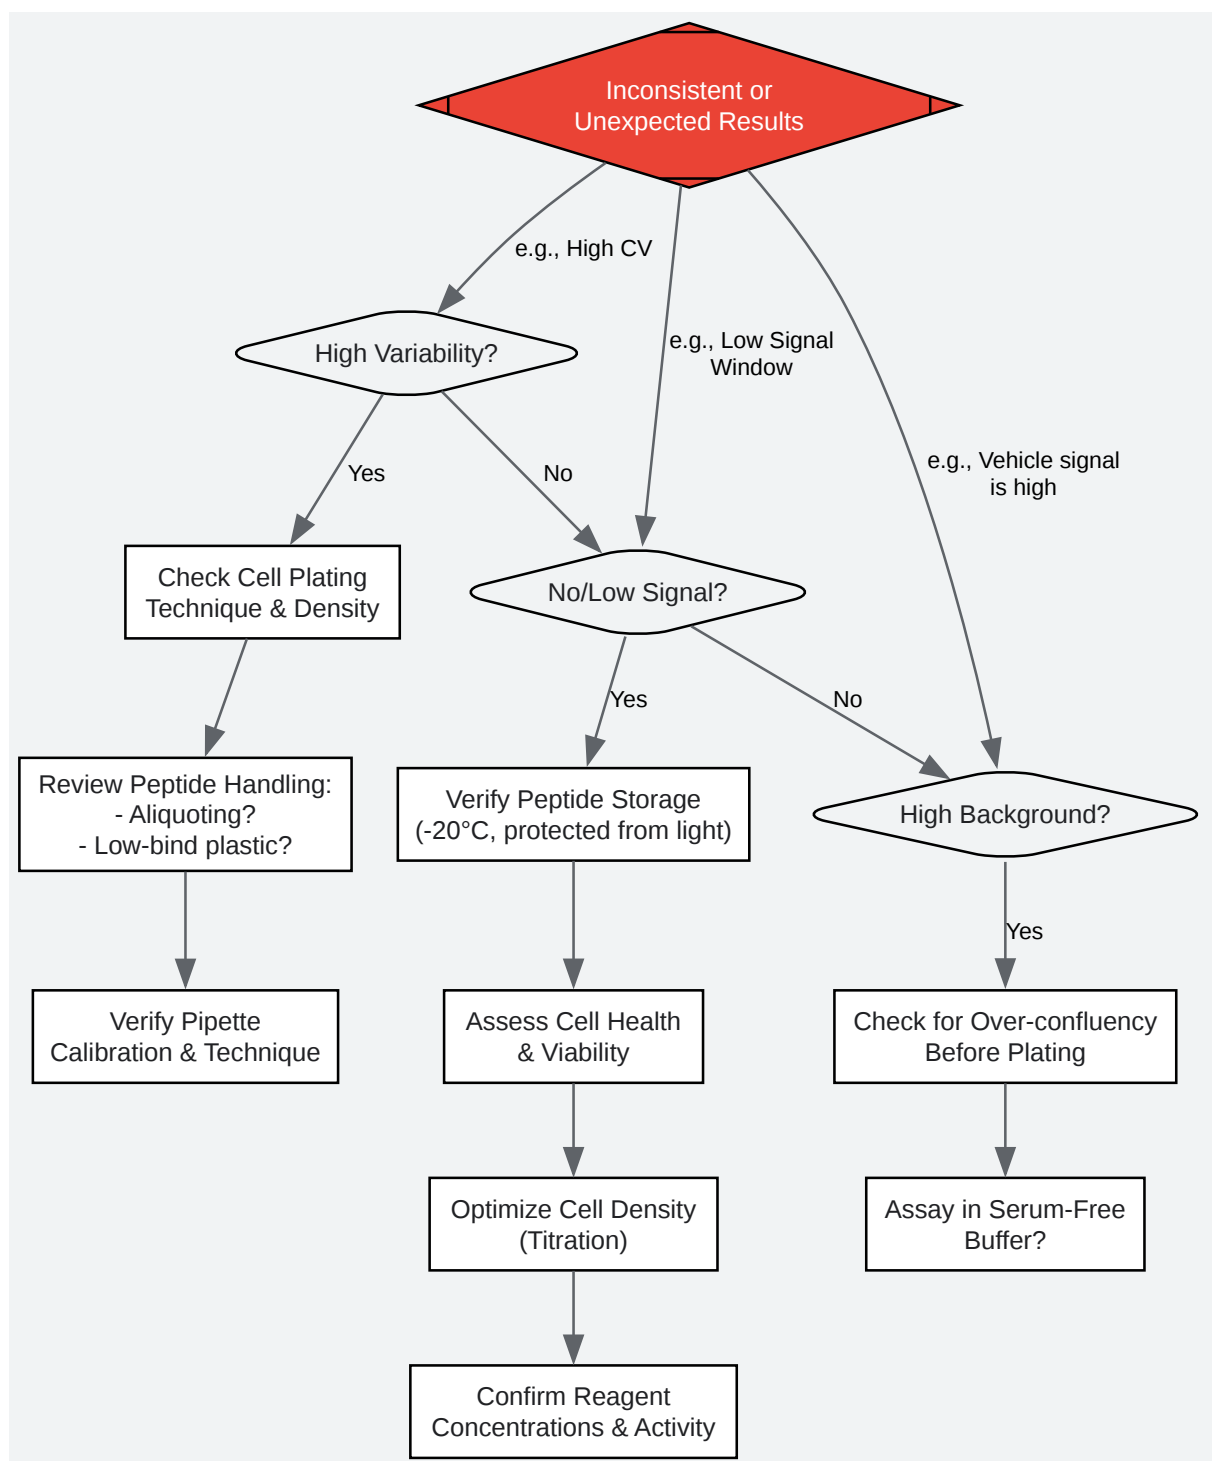 Inconsistent or
Unexpected Results
e.g., High CV
e.g., Low Signal
Window
e.g., Vehicle signal
is high
High Variability?
Yes
No
Check Cell Plating
Technique & Density
No/Low Signal?
Yes
No
Review Peptide Handling:
- Aliquoting?
- Low-bind plastic?
Verify Peptide Storage
(-20°C, protected from light)
High Background?
Yes
Verify Pipette
Calibration & Technique
Assess Cell Health
& Viability
Check for Over-confluency
Before Plating
Optimize Cell Density
(Titration)
Assay in Serum-Free
Buffer?
Confirm Reagent
Concentrations & Activity